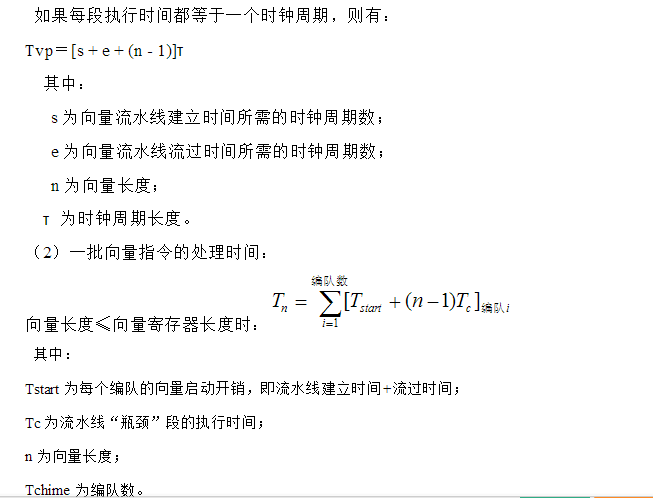 如果每段执行时间都等于一个时钟周期，则有：
Tvp＝[s + e + (n - 1)]τ
其中：
s 为向量流水线建立时间所需的时钟周期数；
e 为向量流水线流过时间所需的时钟周期数；
n 为向量长度；
τ 为时钟周期长度。
（2）一批向量指令的处理时间：
向量长度≤向量寄存器长度时： T_n = ∑_{i=1}^{编队数} [T_start + (n−1)T_c]_编队i
其中：
Tstart 为每个编队的向量启动开销，即流水线建立时间+流过时间；
Tc 为流水线“瓶颈”段的执行时间；
n 为向量长度；
Tchime 为编队数。